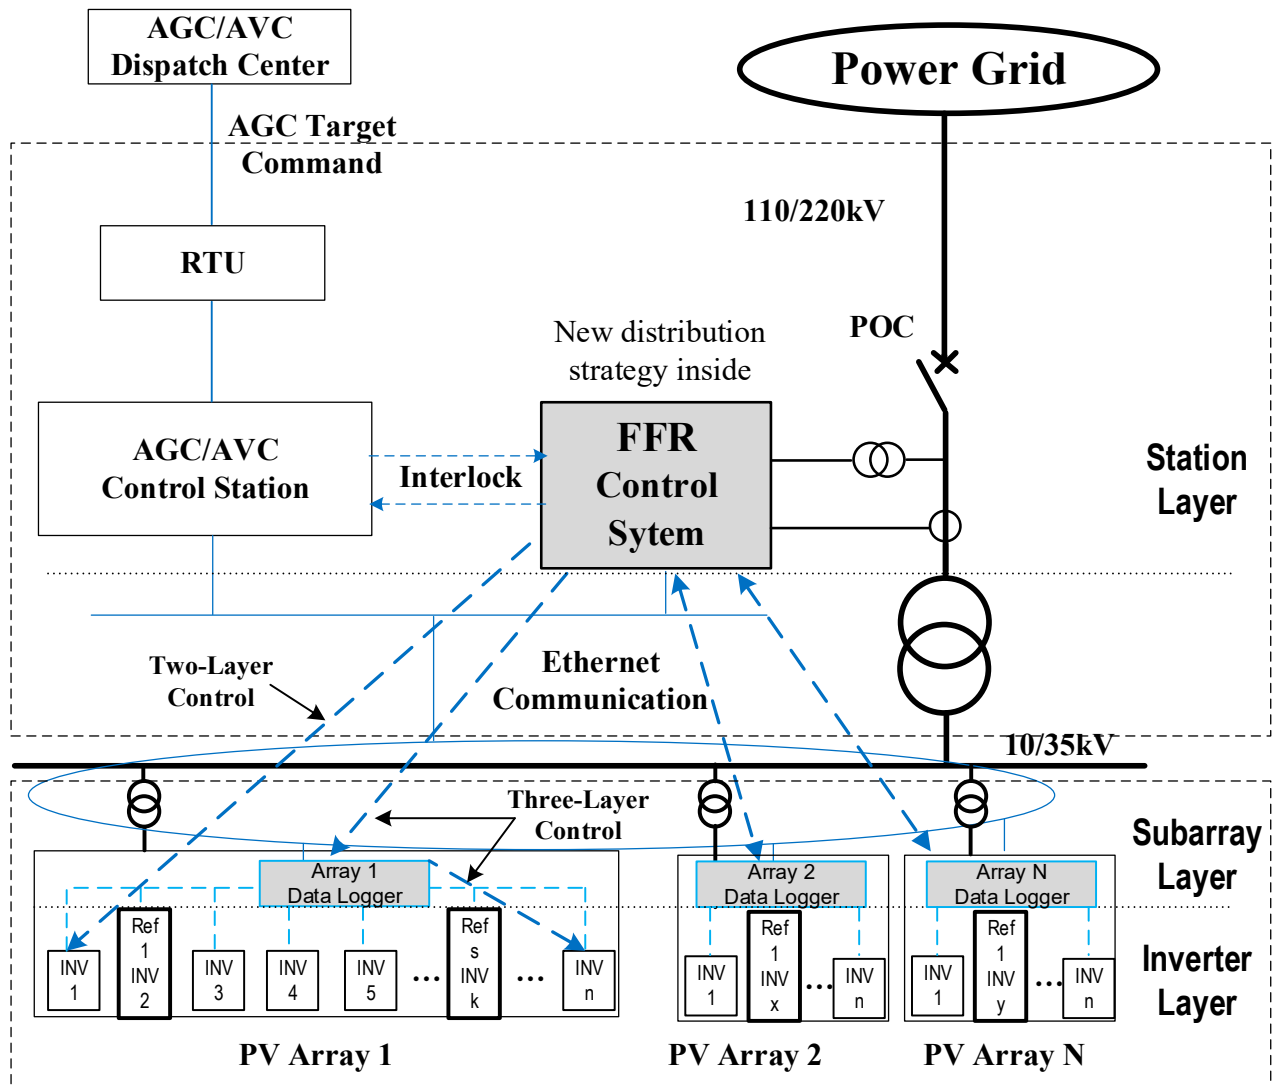 AGC/AVC
Dispatch Center
Power Grid
AGC Target
Command
110/220kV
RTU
POC
New distribution
strategy inside
AGC/AVC
Control Station
Interlock
FFR
Control
Sytem
Station
Layer
Two-Layer
Control
Ethernet
Communication
10/35kV
Three-Layer
Control
Subarray
Layer
Array 1
Data Logger
Array 2
Data Logger
Array N
Data Logger
INV
1
Ref
1
INV
2
INV
3
INV
4
INV
5
...
Ref
s
INV
k
...
INV
n
INV
1
Ref
1
INV
x
...
INV
n
INV
1
Ref
1
INV
y
...
INV
n
Inverter
Layer
PV Array 1
PV Array 2
PV Array N